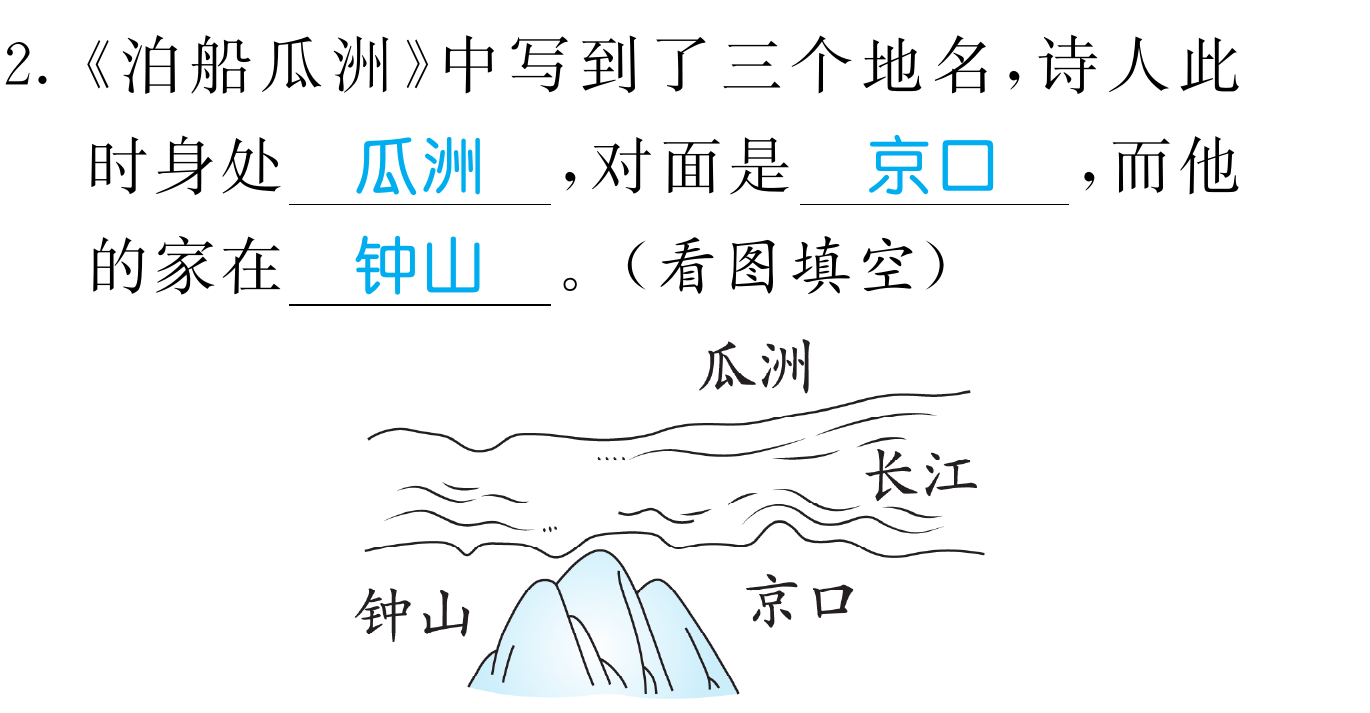 2.《泊船瓜洲》中写到了三个地名,诗人此
时身处 瓜洲 ,对面是 京口 ,而他
的家在 钟山 。(看图填空)
瓜洲
长江
钟山
京口